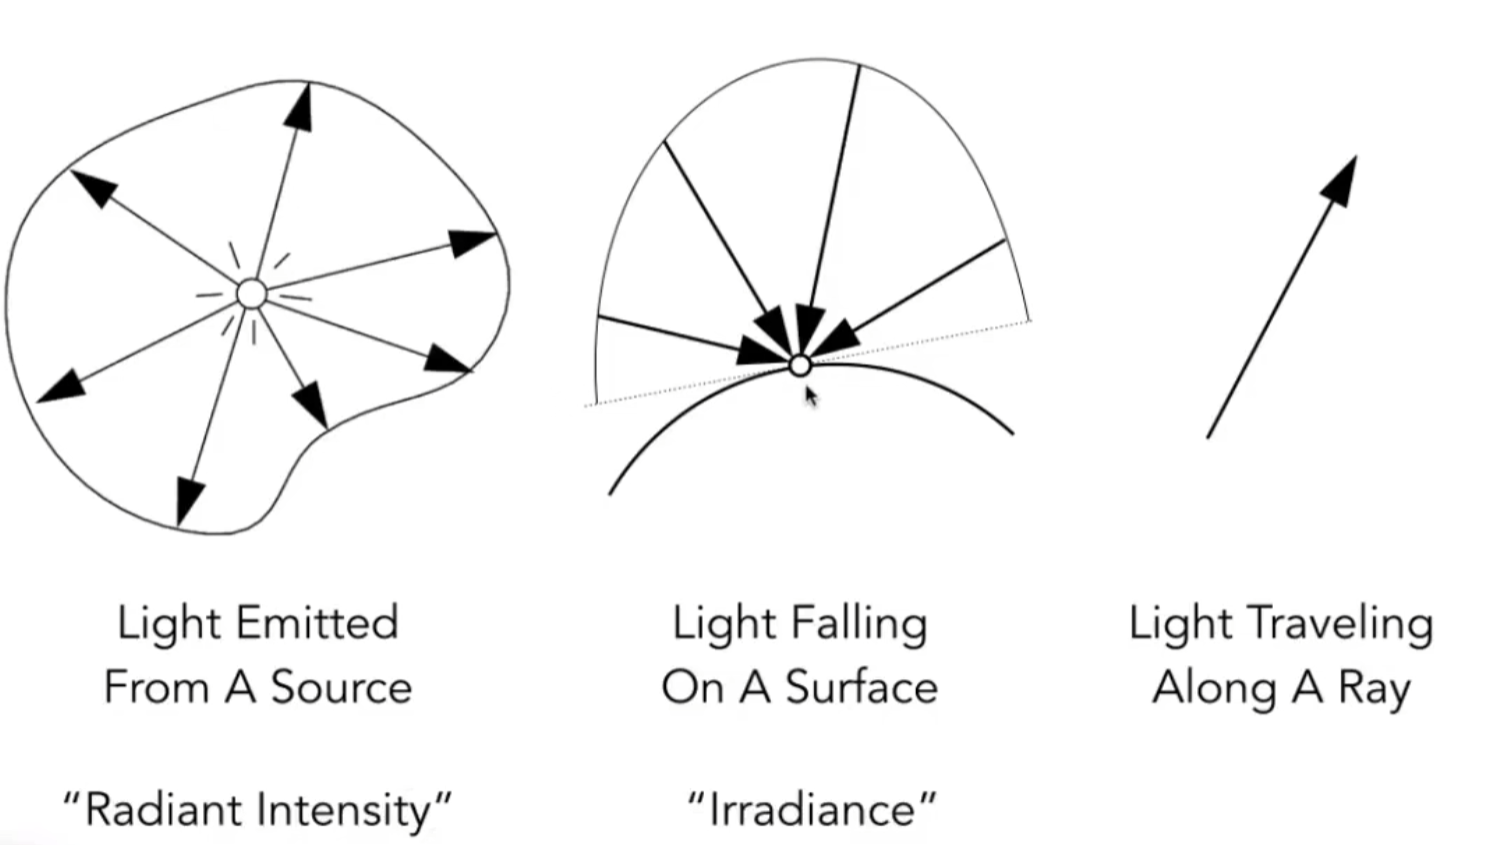 Light Emitted
From A Source
"Radiant Intensity"
Light Falling
On A Surface
"Irradiance"
Light Traveling
Along A Ray